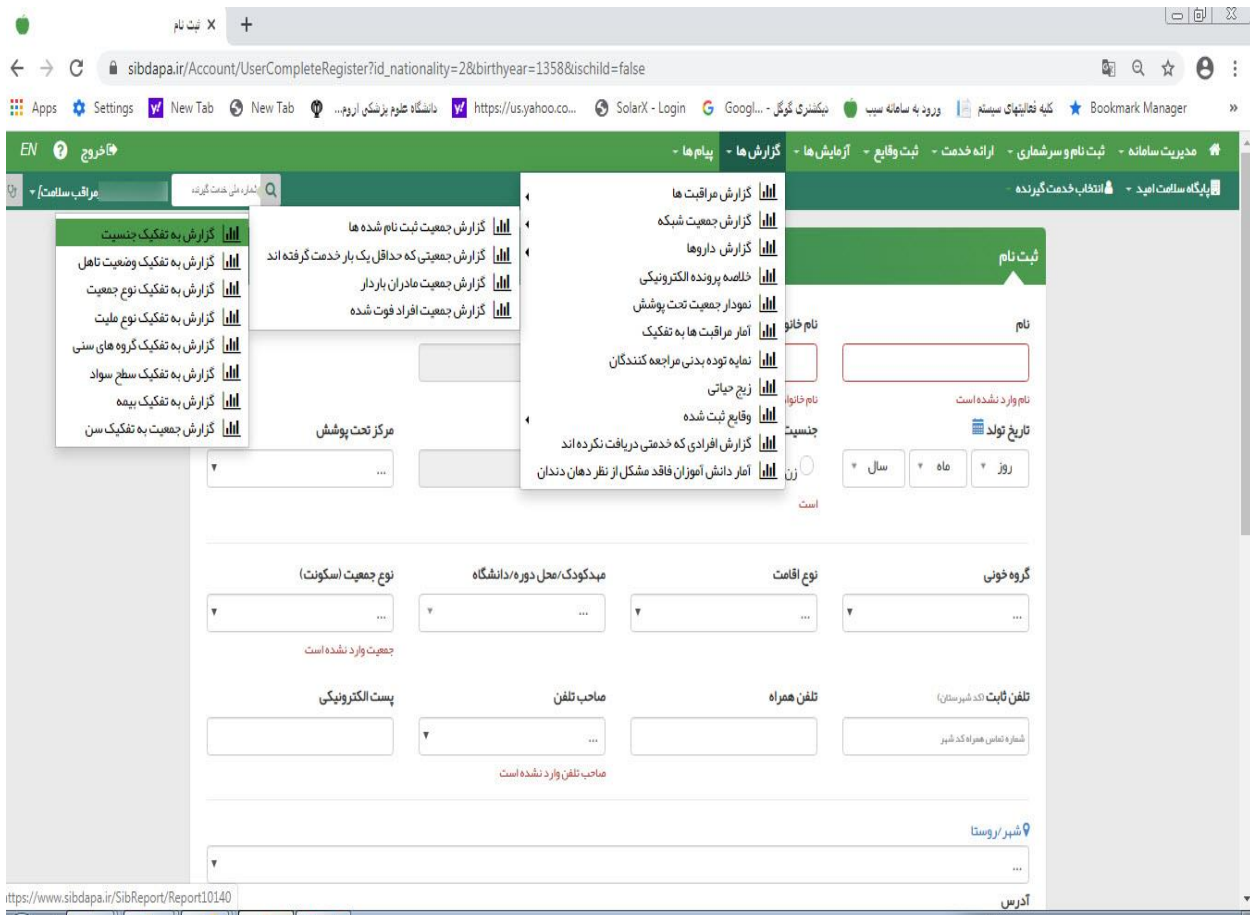 ثبت نام
sibdapa.ir/Account/UserCompleteRegister?id_nationality=2&birthyear=1358&ischild=false
Apps Settings New Tab New Tab دانشگاه علوم پزشکی اروم... https://us.yahoo.co... SolarX - Login Googl... - دیکشنری گوگل ورود به سامانه سیب کلیه فعالیتهای سیستم Bookmark Manager »
مدیریت سامانه - ثبت نام و سرشماری - ارائه خدمت - ثبت وقایع - آزمایش ها - گزارش ها - پیام ها - خروج EN
پایگاه سلامت امید - انتخاب خدمت گیرنده - شماره ملی خدمت گیرنده مراقب سلامت/
گزارش مراقبت ها
گزارش جمعیت شبکه
گزارش داروها
خلاصه پرونده الکترونیکی
نمودار جمعیت تحت پوشش
آمار مراقبت ها به تفکیک
نمایه توده بدنی مراجعه کنندگان
زیج حیاتی
وقایع ثبت شده
گزارش افرادی که خدمتی دریافت نکرده اند
آمار دانش آموزان فاقد مشکل از نظر دهان دندان
گزارش جمعیت ثبت نام شده ها
گزارش جمعیتی که حداقل یک بار خدمت گرفته اند
گزارش جمعیت مادران باردار
گزارش جمعیت افراد فوت شده
گزارش به تفکیک جنسیت
گزارش به تفکیک وضعیت تاهل
گزارش به تفکیک نوع جمعیت
گزارش به تفکیک نوع ملیت
گزارش به تفکیک گروه های سنی
گزارش به تفکیک سطح سواد
گزارش به تفکیک بیمه
گزارش جمعیت به تفکیک سن
ثبت نام
نام نام خانو
نام وارد نشده است نام خانوا
تاریخ تولد جنسیت مرکز تحت پوشش
روز ماه سال زن ...
است
گروه خونی نوع اقامت مهدکودک/محل دوره/دانشگاه نوع جمعیت (سکونت)
... ... ... ...
جمعیت وارد نشده است
تلفن ثابت (کد شهرستان) تلفن همراه صاحب تلفن پست الکترونیکی
شماره تماس همراه کد شهر ...
صاحب تلفن وارد نشده است
شهر/روستا
...
آدرس
https://www.sibdapa.ir/SibReport/Report10140